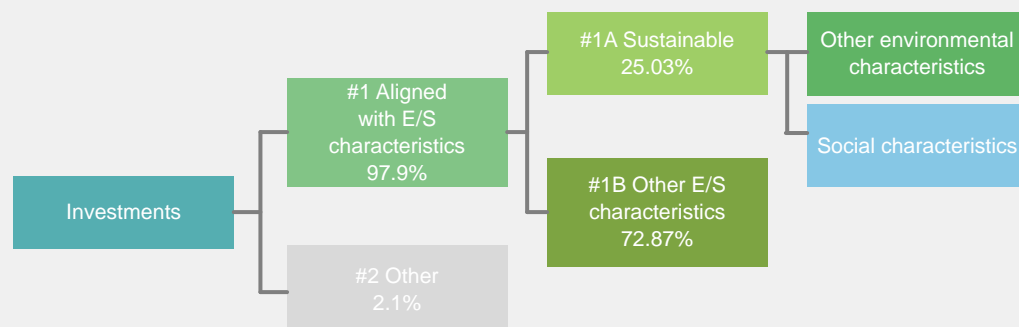 Investments
#1 Aligned
with E/S
characteristics
97.9%
#2 Other
2.1%
#1A Sustainable
25.03%
#1B Other E/S
characteristics
72.87%
Other environmental
characteristics
Social characteristics